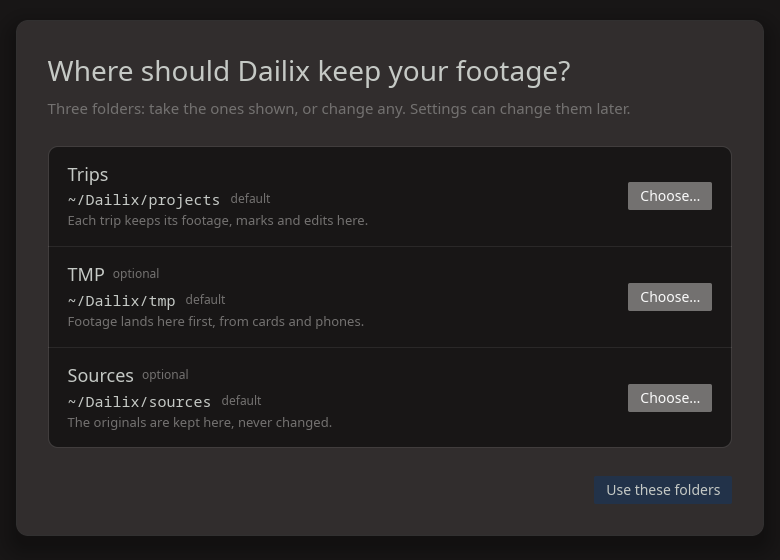 Where should Dailix keep your footage?
Three folders: take the ones shown, or change any. Settings can change them later.
Trips
~/Dailix/projects default
Each trip keeps its footage, marks and edits here.
Choose...
TMP optional
~/Dailix/tmp default
Footage lands here first, from cards and phones.
Choose...
Sources optional
~/Dailix/sources default
The originals are kept here, never changed.
Choose...
Use these folders